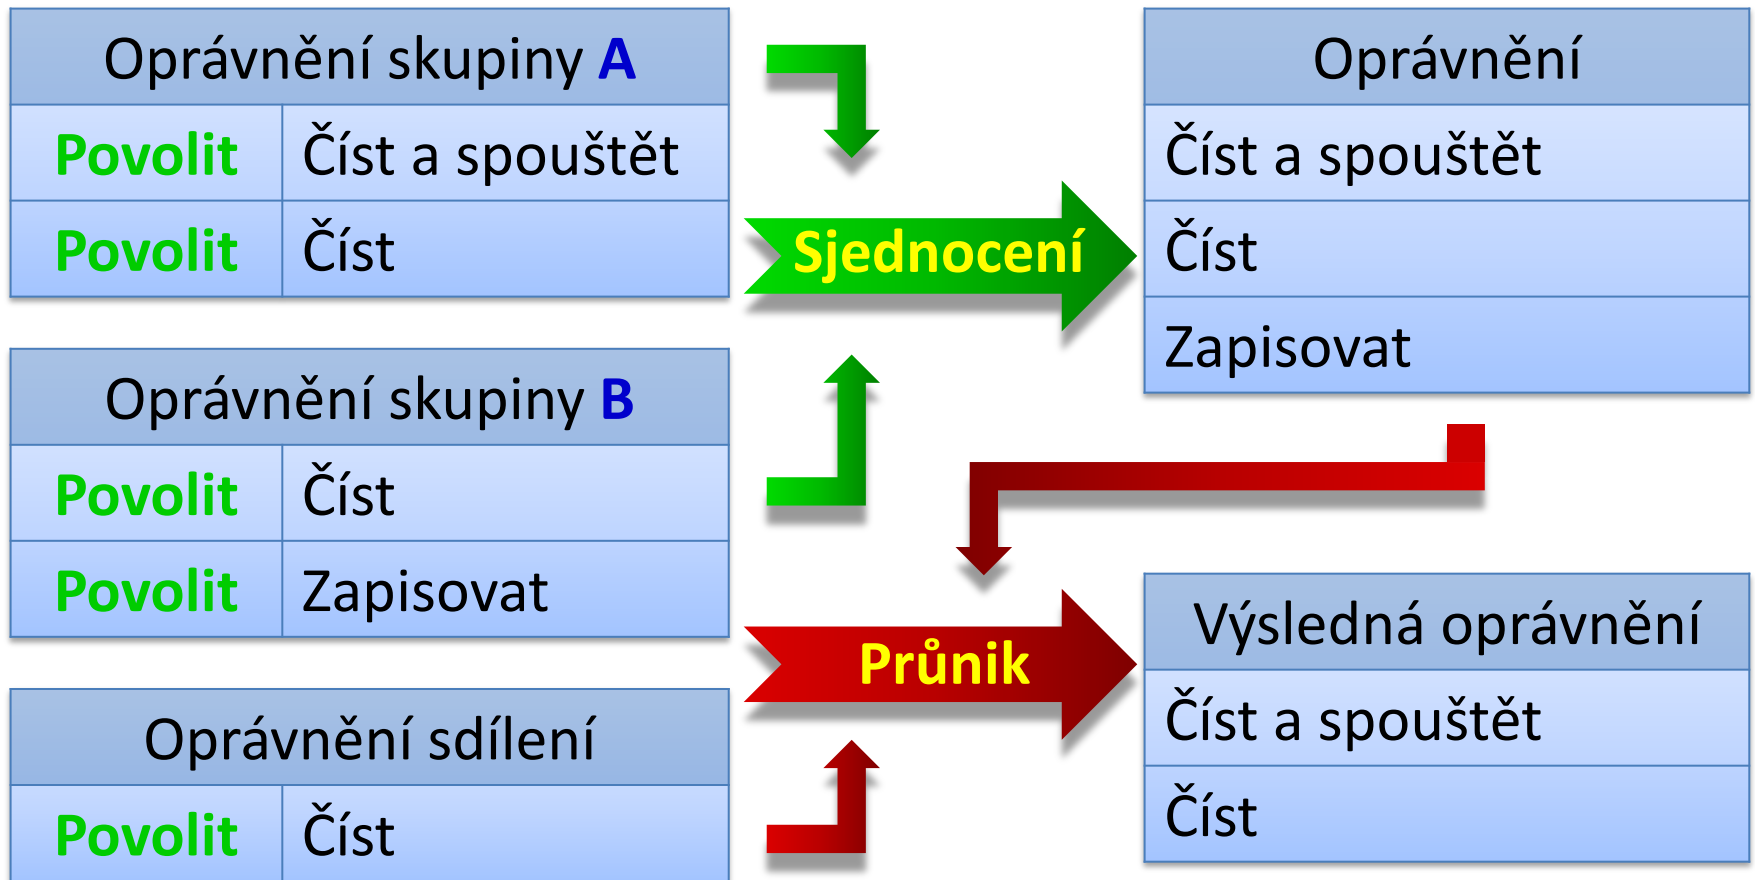 Oprávnění skupiny A
Povolit Číst a spouštět
Povolit Číst
Oprávnění skupiny B
Povolit Číst
Povolit Zapisovat
Oprávnění sdílení
Povolit Číst
Sjednocení
Průnik
Oprávnění
Číst a spouštět
Číst
Zapisovat
Výsledná oprávnění
Číst a spouštět
Číst